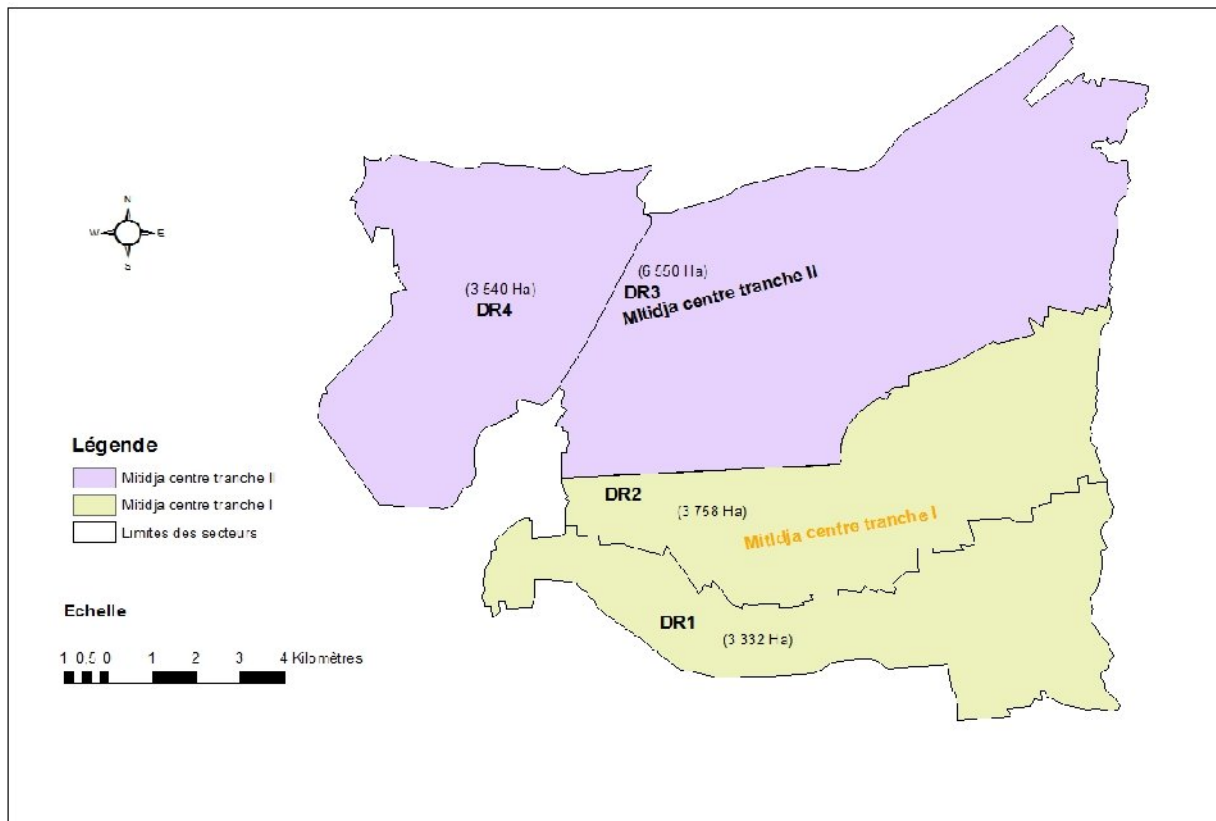 N
W E
S
(6 550 Ha)
DR3
Mitidja centre tranche II
(3 540 Ha)
DR4
Légende
Mitidja centre tranche II
Mitidja centre tranche I
Limites des secteurs
DR2
(3 758 Ha)
Mitidja centre tranche I
Echelle
1 0,5 0 1 2 3 4 Kilomètres
DR1
(3 332 Ha)